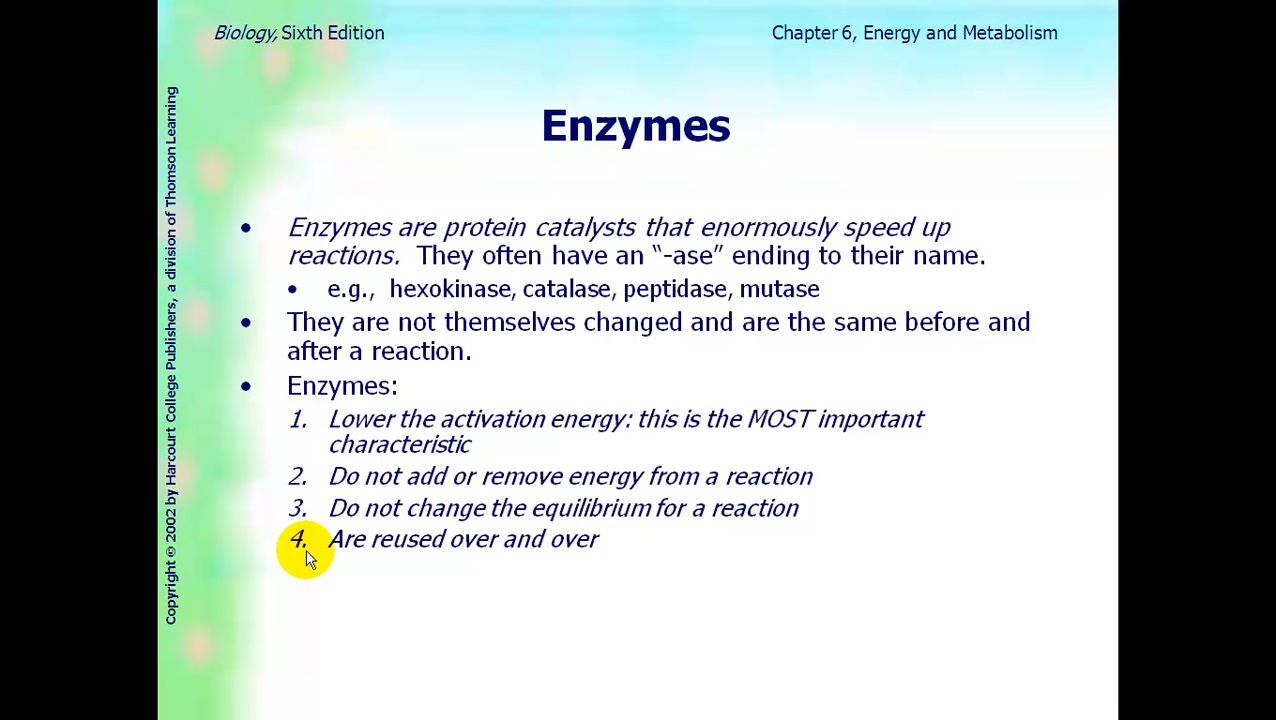 Biology, Sixth Edition
Chapter 6, Energy and Metabolism
Copyright © 2002 by Harcourt College Publishers, a division of Thomson Learning
Enzymes
• Enzymes are protein catalysts that enormously speed up
reactions. They often have an “-ase” ending to their name.
• e.g., hexokinase, catalase, peptidase, mutase
• They are not themselves changed and are the same before and
after a reaction.
• Enzymes:
1. Lower the activation energy: this is the MOST important
characteristic
2. Do not add or remove energy from a reaction
3. Do not change the equilibrium for a reaction
4. Are reused over and over